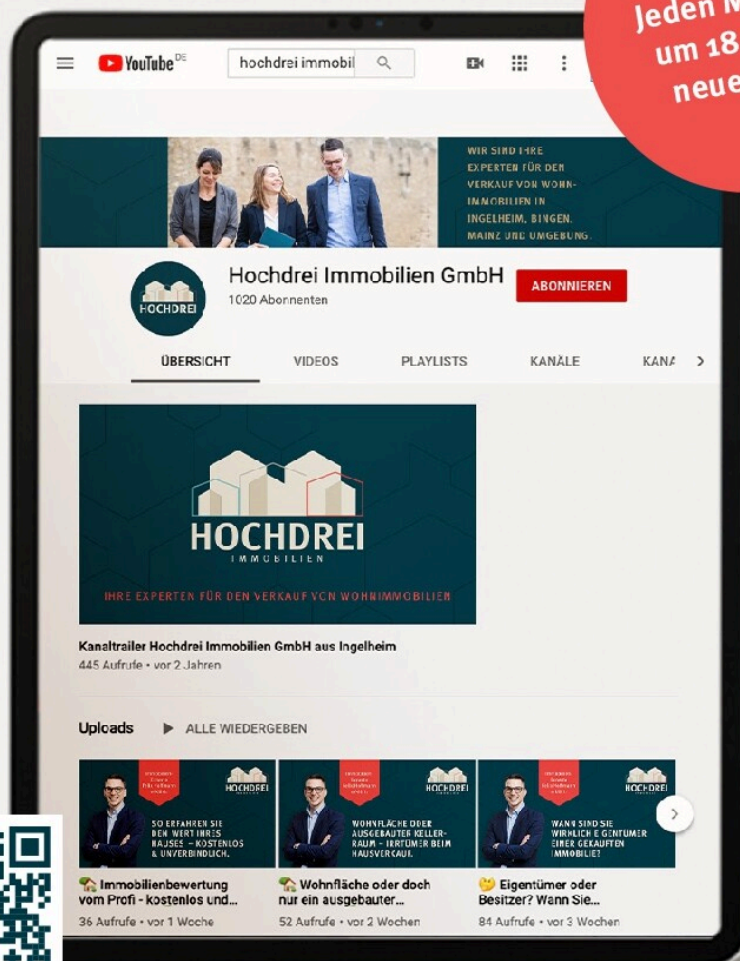 Jeden M
um 18
neue
YouTube DE
hochdrei immobil
WIR SIND IHRE
EXPERTEN FÜR DEN
VERKAUF VON WOHN-
IMMOBILIEN IN
INGELHEIM, BINGEN,
MAINZ UND UMGEBUNG.
HOCHDREI
Hochdrei Immobilien GmbH
1020 Abonnenten
ABONNIEREN
ÜBERSICHT VIDEOS PLAYLISTS KANÄLE KANA
HOCHDREI
IMMOBILIEN
IHRE EXPERTEN FÜR DEN VERKAUF VON WOHNIMMOBILIEN
Kanaltrailer Hochdrei Immobilien GmbH aus Ingelheim
445 Aufrufe • vor 2 Jahren
Uploads ALLE WIEDERGEBEN
HOCHDREI
SO ERFAHREN SIE
DEN WERT IHRES
HAUSES – KOSTENLOS
& UNVERBINDLICH.
🏡 Immobilienbewertung
vom Profi - kostenlos und...
36 Aufrufe • vor 1 Woche
HOCHDREI
WOHNFLÄCHE ODER
AUSGEBAUTER KELLER-
RAUM – IRRTÜMER BEIM
HAUSVERKAUF.
🏡 Wohnfläche oder doch
nur ein ausgebauter...
52 Aufrufe • vor 2 Wochen
HOCHDREI
WANN SIND SIE
WIRKLICH EIGENTÜMER
EINER GEKAUFTEN
IMMOBILIE?
🤔 Eigentümer oder
Besitzer? Wann Sie...
84 Aufrufe • vor 3 Wochen